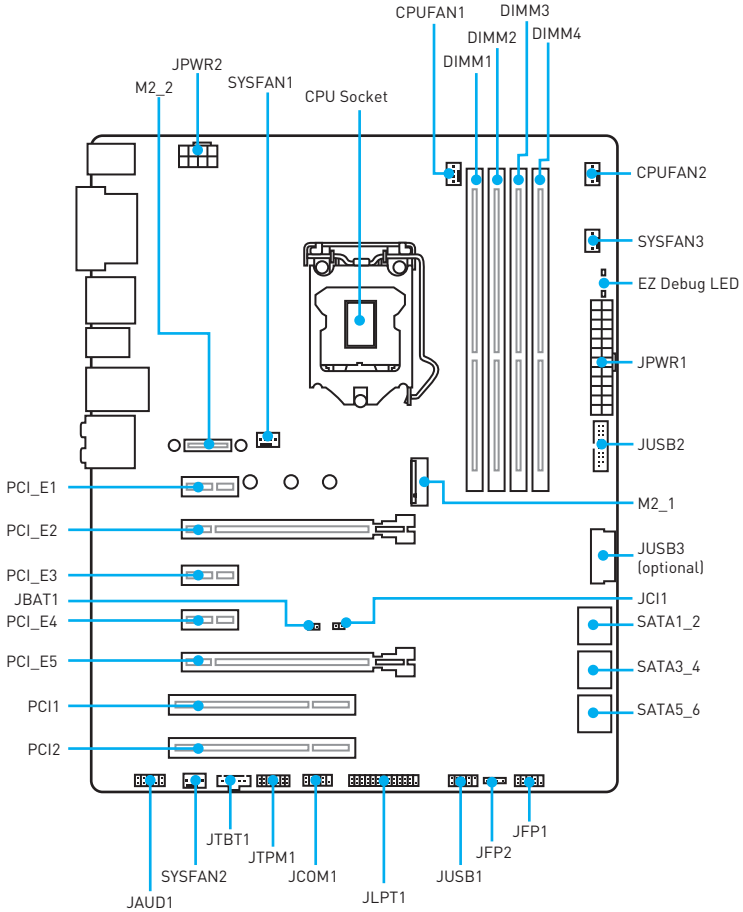 DIMM3
CPUFAN1
DIMM4
DIMM2
DIMM1
JPWR2
SYSFAN1
M2_2
CPU Socket
CPUFAN2
SYSFAN3
EZ Debug LED
JPWR1
JUSB2
PCI_E1
M2_1
PCI_E2
JUSB3
(optional)
PCI_E3
JBAT1
JCI1
PCI_E4
SATA1_2
PCI_E5
SATA3_4
PCI1
SATA5_6
PCI2
JTBT1
JFP1
JTPM1
JFP2
SYSFAN2
JCOM1
JUSB1
JLPT1
JAUD1